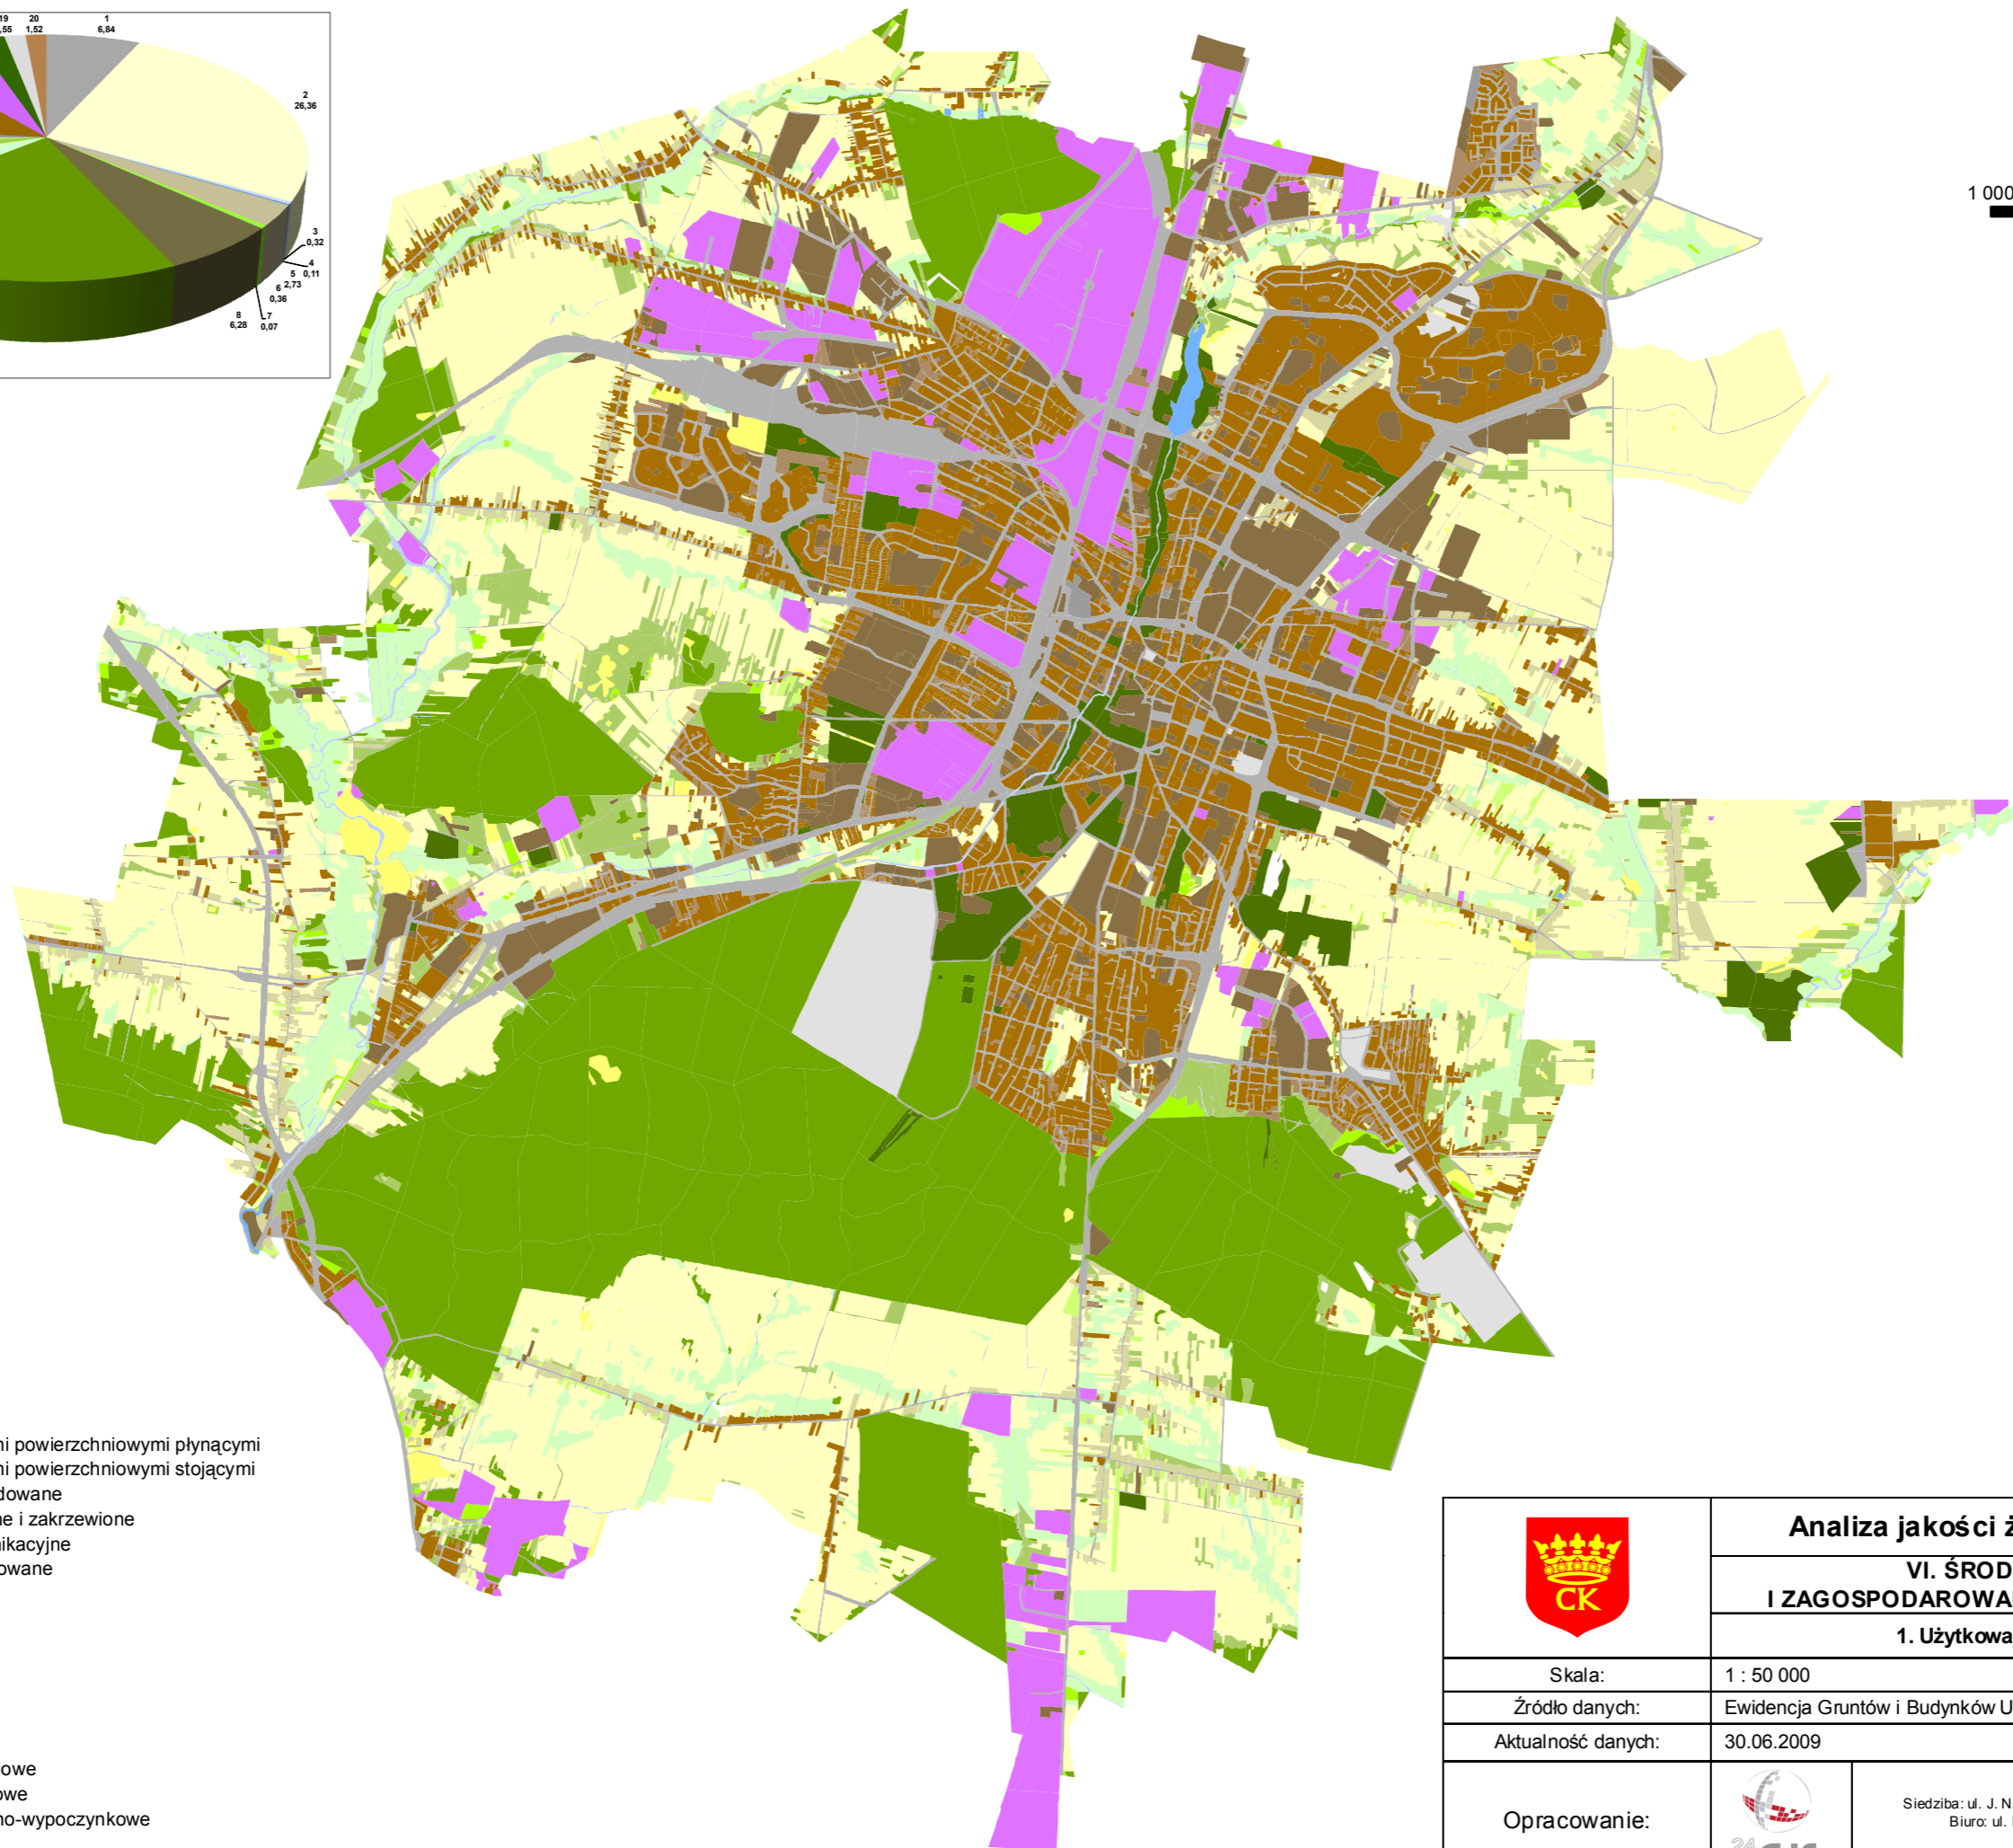 19
,55
20
1,52
1
6,84
2
26,36
3
0,32
4
0,11
5
2,73
6
0,36
7
0,07
8
6,28
1 000
ni powierzchniowymi płynącymi
ni powierzchniowymi stojącymi
dowane
ne i zakrzewione
nikacyjne
owane
owe
owe
no-wypoczynkowe
CK
Analiza jakości ż
VI. ŚROD
I ZAGOSPODAROWA
1. Użytkowa
Skala:
1 : 50 000
Źródło danych:
Ewidencja Gruntów i Budynków U
Aktualność danych:
30.06.2009
Opracowanie:
24
Siedziba: ul. J. N
Biuro: ul.